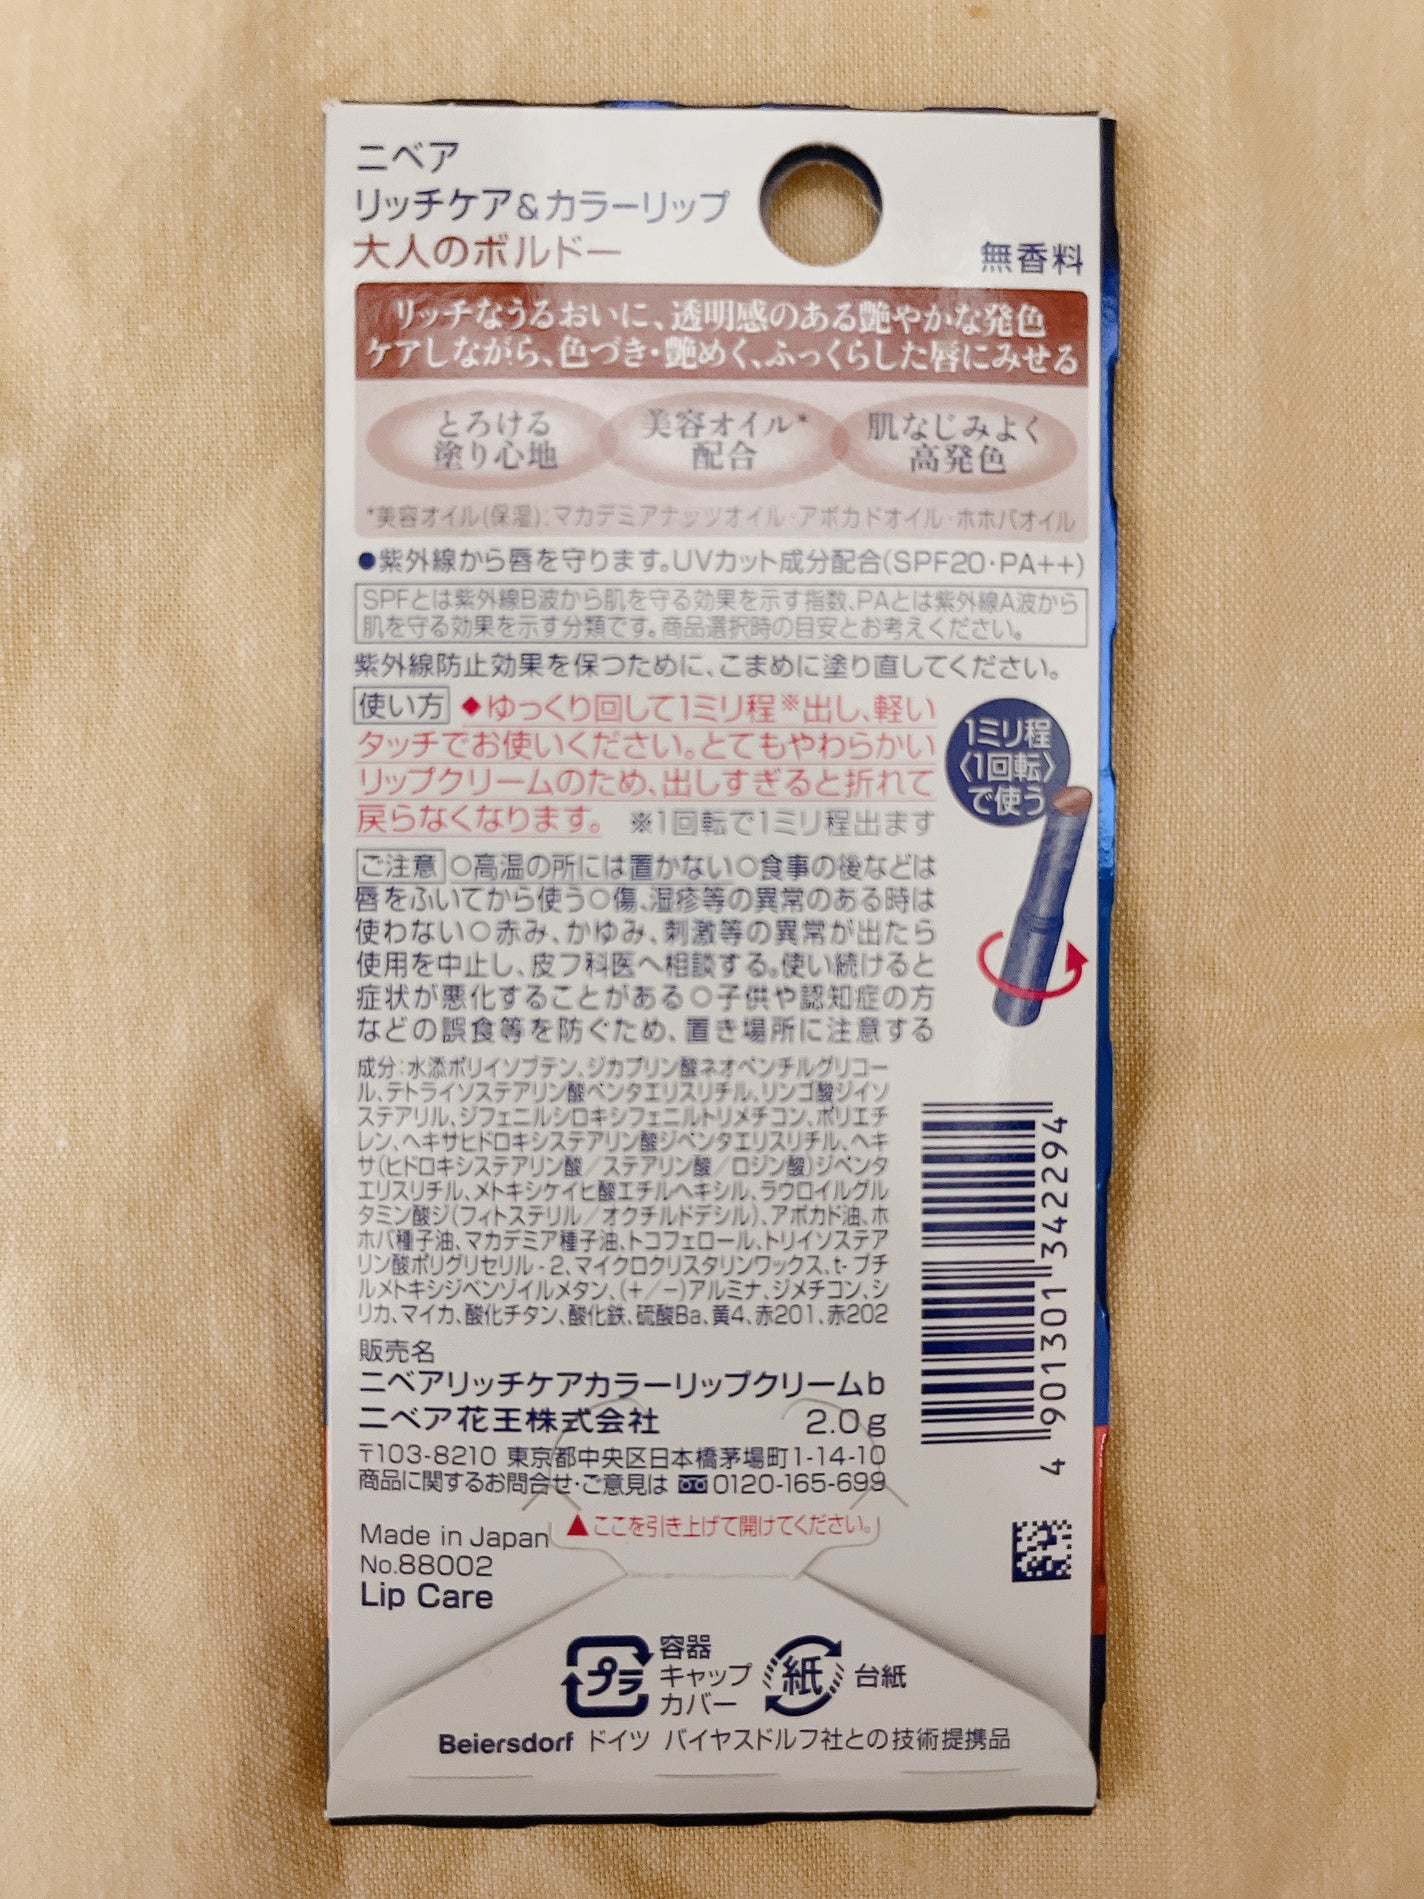 ニベア
リッチケア&カラーリップ
大人のボルドー
無香料
リッチなうるおいに、透明感のある艶やかな発色
ケアしながら、色づき・艶めく、ふっくらした唇にみせる
とろける
塗り心地
美容オイル*
配合
肌なじみよく
高発色
*美容オイル(保湿):マカデミアナッツオイル・アボカドオイル・ホホバオイル
●紫外線から唇を守ります。UVカット成分配合(SPF20・PA++)
SPFとは紫外線B波から肌を守る効果を示す指数、PAとは紫外線A波から
肌を守る効果を示す分類です。商品選択時の目安とお考えください。
紫外線防止効果を保つために、こまめに塗り直してください。
使い方 ◆ゆっくり回して1ミリ程※出し、軽い
タッチでお使いください。とてもやわらかい
リップクリームのため、出しすぎると折れて
戻らなくなります。 ※1回転で1ミリ程出ます
1ミリ程
〈1回転〉
で使う
ご注意 ○高温の所には置かない○食事の後などは
唇をふいてから使う○傷、湿疹等の異常のある時は
使わない○赤み、かゆみ、刺激等の異常が出たら
使用を中止し、皮フ科医へ相談する。使い続けると
症状が悪化することがある○子供や認知症の方
などの誤食等を防ぐため、置き場所に注意する
成分:水添ポリイソブテン、ジカプリン酸ネオペンチルグリコー
ル、テトライソステアリン酸ペンタエリスリチル、リンゴ酸ジイソ
ステアリル、ジフェニルシロキシフェニルトリメチコン、ポリエチ
レン、ヘキサヒドロキシステアリン酸ジペンタエリスリチル、ヘキ
サ(ヒドロキシステアリン酸/ステアリン酸/ロジン酸)ジペンタ
エリスリチル、メトキシケイヒ酸エチルヘキシル、ラウロイルグル
タミン酸ジ(フィトステリル/オクチルドデシル)、アボカド油、ホ
ホバ種子油、マカデミア種子油、トコフェロール、トリイソステア
リン酸ポリグリセリル-2、マイクロクリスタリンワックス、t-ブチ
ルメトキシジベンゾイルメタン、(+/−)アルミナ、ジメチコン、シ
リカ、マイカ、酸化チタン、酸化鉄、硫酸Ba、黄4、赤201、赤202
4 901301 342294
販売名
ニベアリッチケアカラーリップクリームb
ニベア花王株式会社 2.0g
〒103-8210 東京都中央区日本橋茅場町1-14-10
商品に関するお問合せ・ご意見は 0120-165-699
▲ここを引き上げて開けてください。
Made in Japan
No.88002
Lip Care
プラ
容器
キャップ
カバー
紙
台紙
Beiersdorf ドイツ バイヤスドルフ社との技術提携品